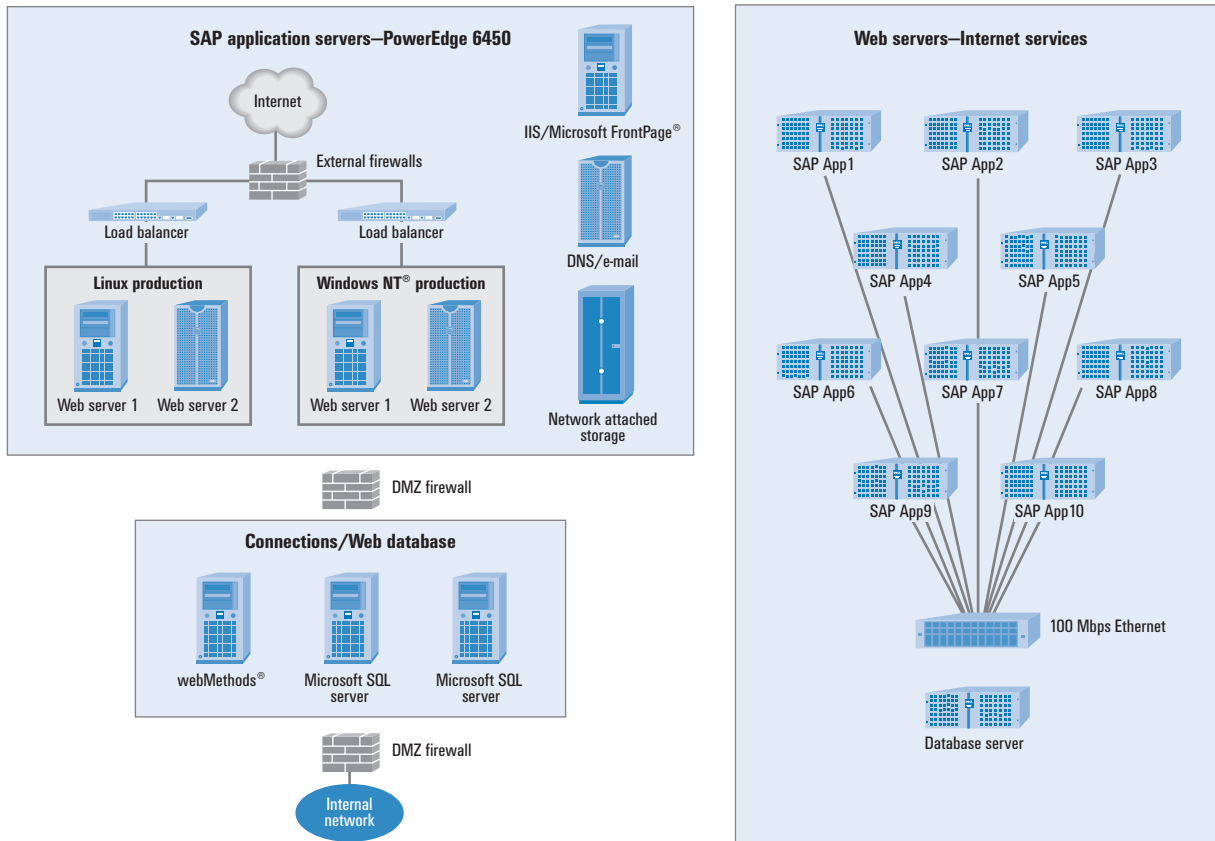 SAP application servers—PowerEdge 6450
Internet
IIS/Microsoft FrontPage®
External firewalls
Load balancer
Load balancer
DNS/e-mail
Linux production
Web server 1
Web server 2
Windows NT® production
Web server 1
Web server 2
Network attached
storage
DMZ firewall
Connections/Web database
webMethods®
Microsoft SQL
server
Microsoft SQL
server
DMZ firewall
Internal
network
Web servers—Internet services
SAP App1
SAP App2
SAP App3
SAP App4
SAP App5
SAP App6
SAP App7
SAP App8
SAP App9
SAP App10
100 Mbps Ethernet
Database server